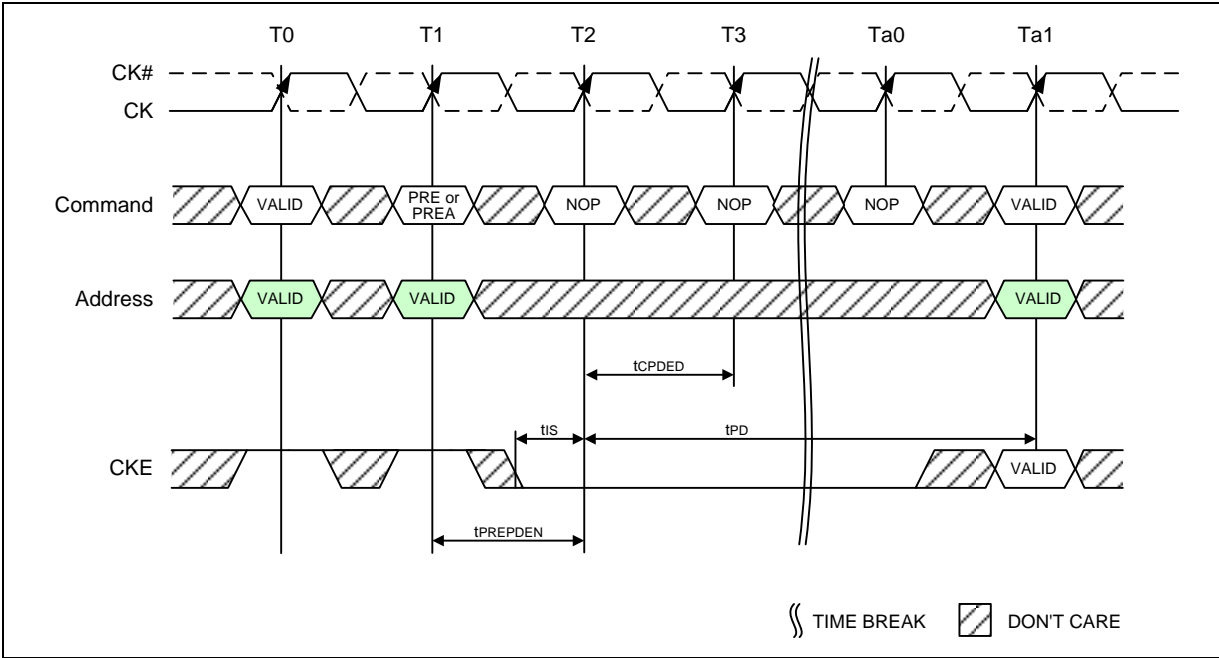 T0 T1 T2 T3 Ta0 Ta1
CK#
CK
Command VALID PRE or PREA NOP NOP NOP VALID
Address VALID VALID VALID
tCPDED
tIS tPD
CKE VALID
tPREPDEN
TIME BREAK DON'T CARE